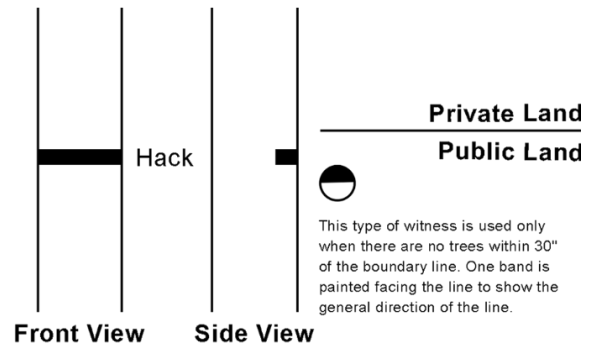 Private Land
Public Land
Hack
This type of witness is used only
when there are no trees within 30"
of the boundary line. One band is
painted facing the line to show the
general direction of the line.
Front View
Side View